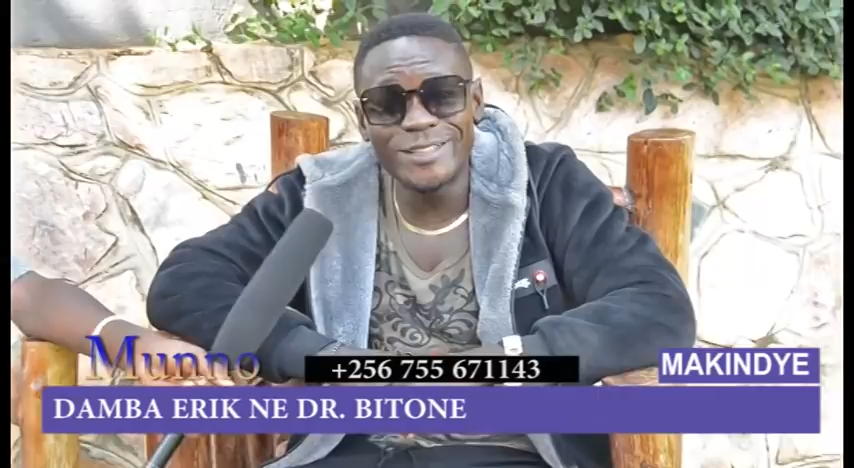 Munno
+256 755 671143
MAKINDYE
DAMBA ERIK NE DR. BITONE